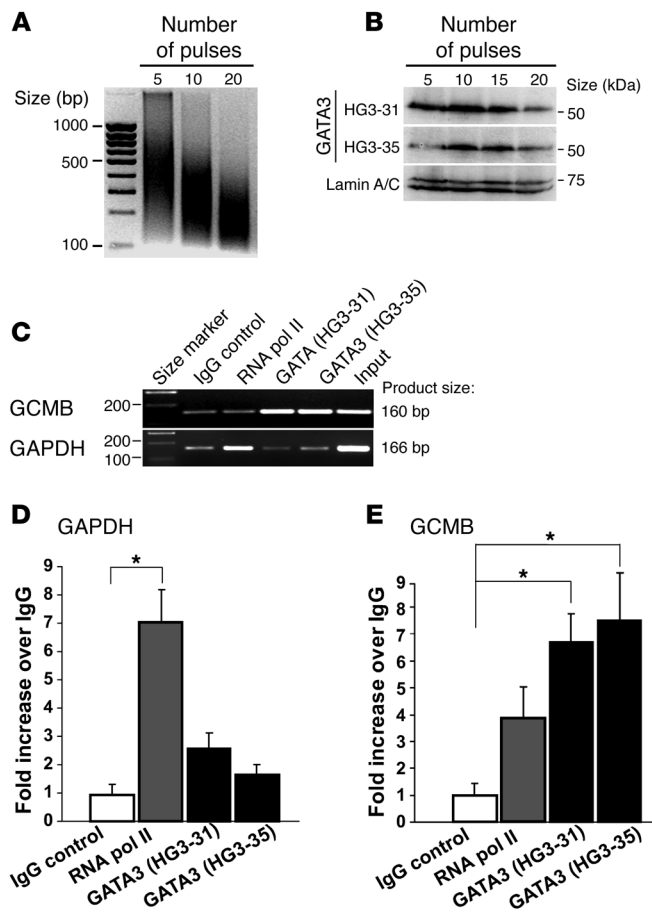 A
Number
of pulses
5 10 20
Size (bp)
1000
500
100
B
Number
of pulses
5 10 15 20 Size (kDa)
GATA3
HG3-31
50
HG3-35
50
Lamin A/C
75
C
Size marker
IgG control
RNA pol II
GATA (HG3-31)
GATA3 (HG3-35)
Input
Product size:
GCMB 200 160 bp
GAPDH 200 166 bp
100
D GAPDH
Fold increase over IgG
9
8
7
6
5
4
3
2
1
0
*
IgG control
RNA pol II
GATA3 (HG3-31)
GATA3 (HG3-35)
E GCMB
Fold increase over IgG
9
8
7
6
5
4
3
2
1
0
*
*
IgG control
RNA pol II
GATA3 (HG3-31)
GATA3 (HG3-35)